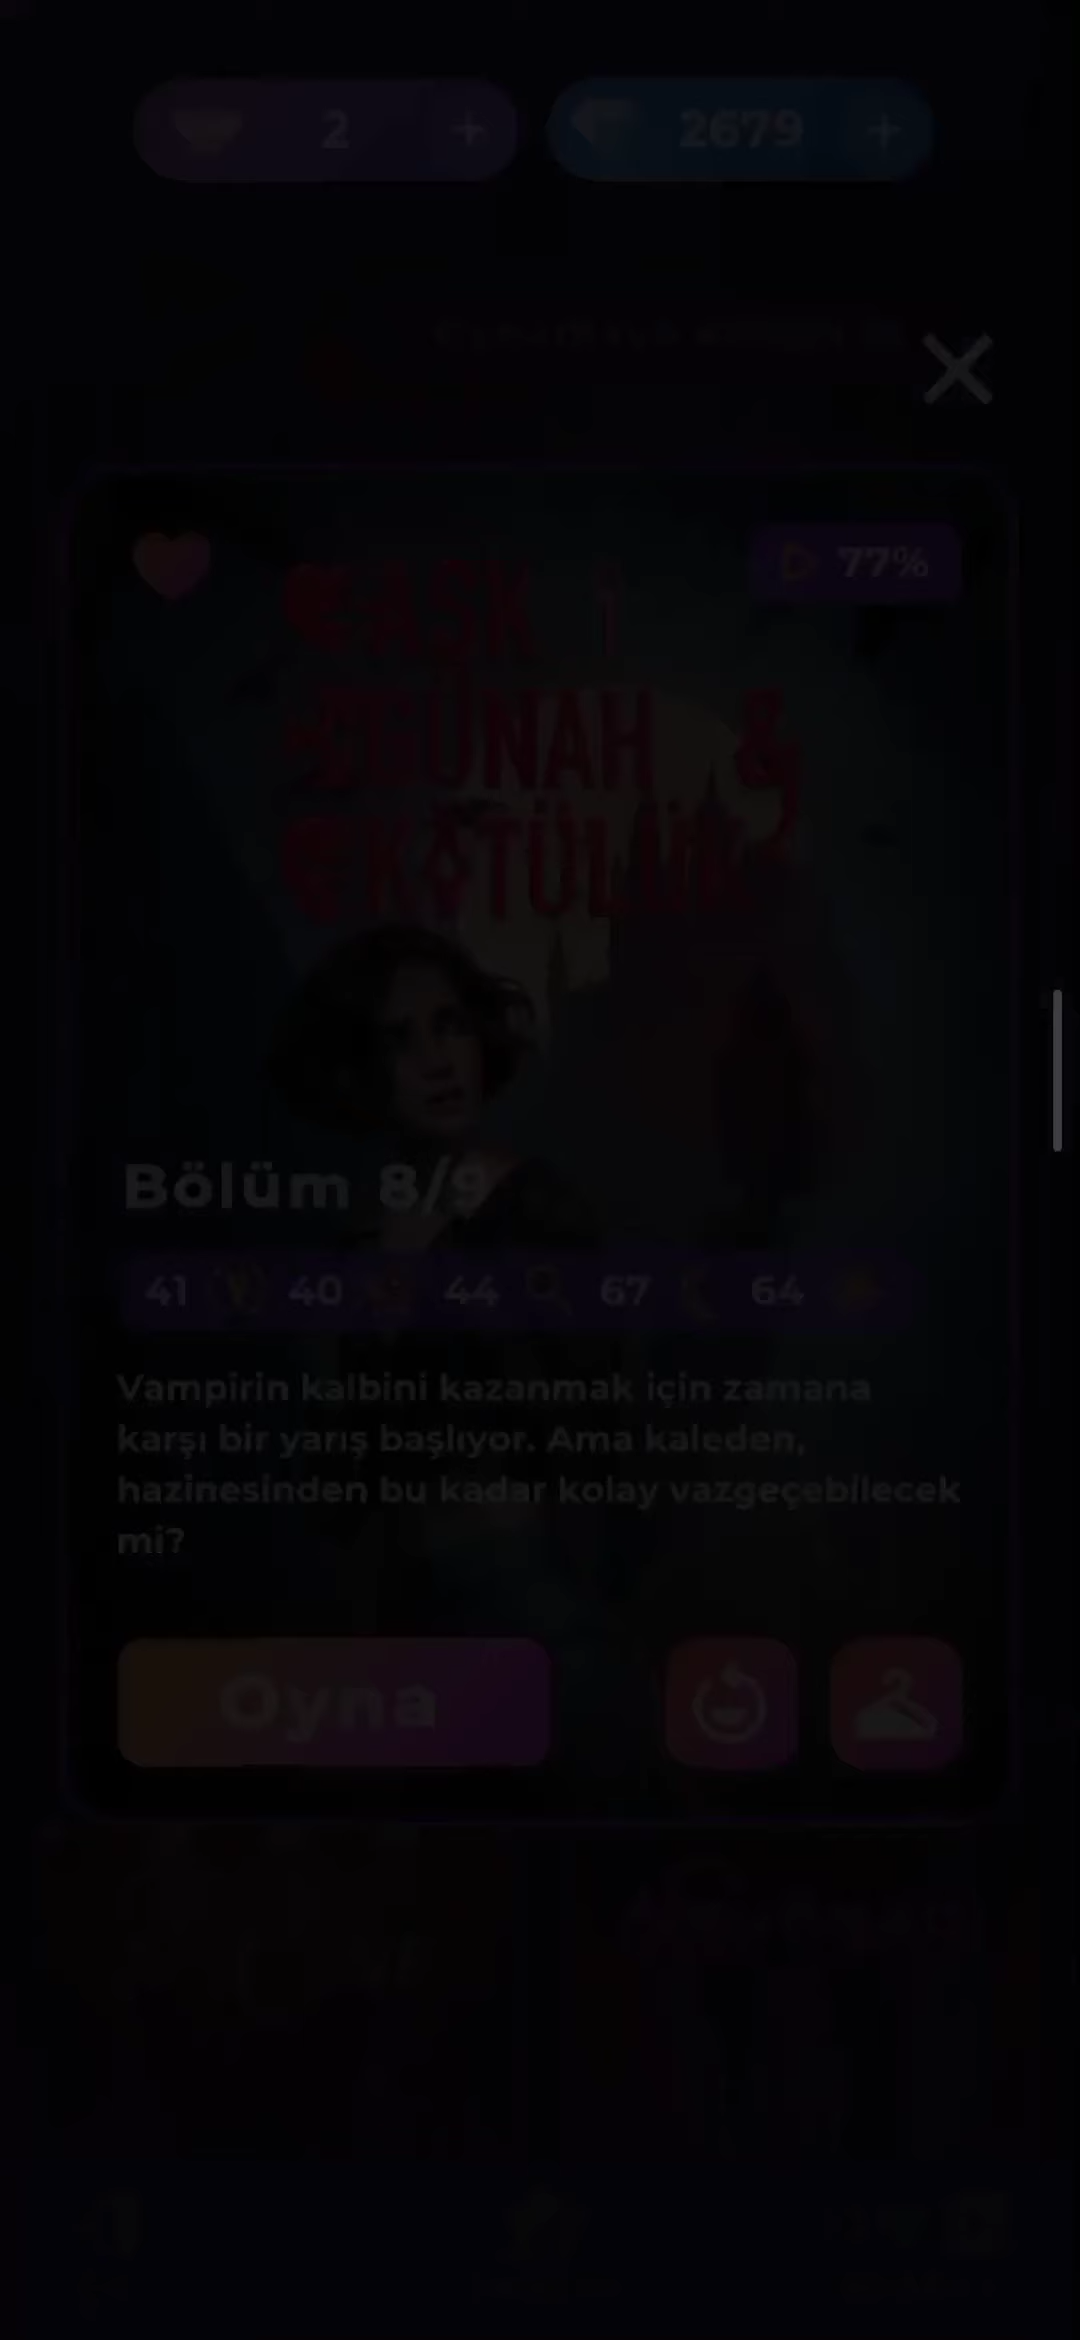 2 +
2679 +
77%
AŞK
GÜNAH &
KÖTÜLÜK
Bölüm 8/9
41 40 44 67 64
Vampirin kalbini kazanmak için zamana
karşı bir yarış başlıyor. Ama kaleden,
hazinesinden bu kadar kolay vazgeçebilecek
mi?
Oyna